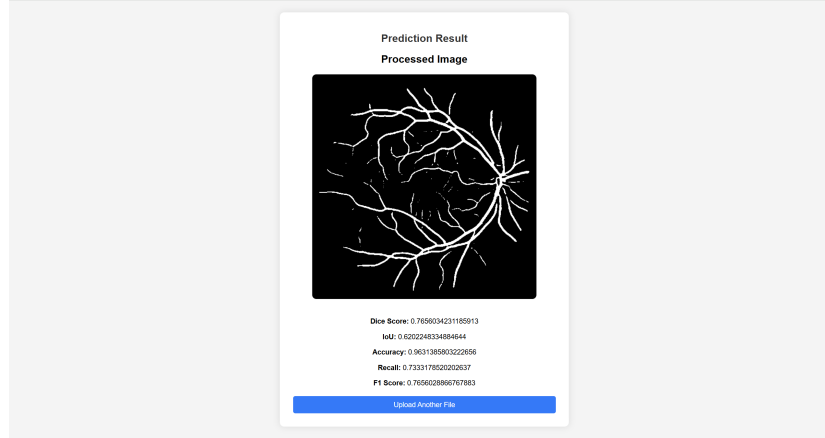 Prediction Result
Processed Image
Dice Score: 0.7656034231185913
IoU: 0.6202248334884644
Accuracy: 0.9631385803222656
Recall: 0.7333178520202637
F1 Score: 0.7656028866767883
Upload Another File